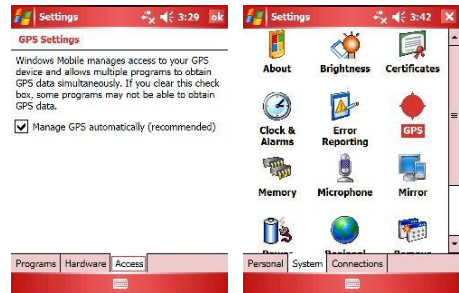 Settings 3:29 ok
GPS Settings
Windows Mobile manages access to your GPS
device and allows multiple programs to obtain
GPS data simultaneously. If you clear this check
box, some programs may not be able to obtain
GPS data.
Manage GPS automatically (recommended)
Programs Hardware Access
Settings 3:42
About Brightness Certificates
Clock & Error GPS
Alarms Reporting
Memory Microphone Mirror
Power Regional Remove
Personal System Connections